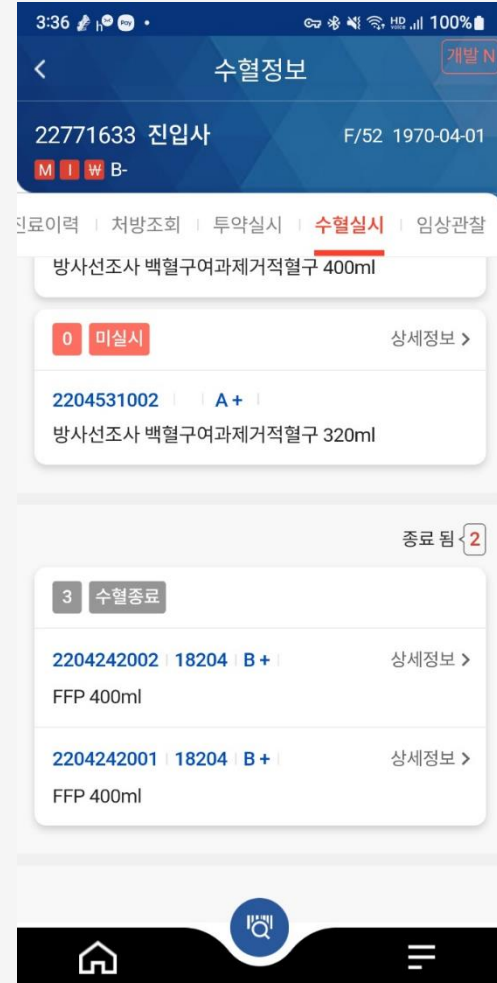 3:36
HD VOICE 100%
수혈정보
개발 N
22771633 진입사 F/52 1970-04-01
M I ₩ B-
진료이력 처방조회 투약실시 수혈실시 임상관찰
방사선조사 백혈구여과제거적혈구 400ml
0 미실시 상세정보
2204531002 A +
방사선조사 백혈구여과제거적혈구 320ml
종료 됨 2
3 수혈종료
2204242002 18204 B + 상세정보
FFP 400ml
2204242001 18204 B + 상세정보
FFP 400ml